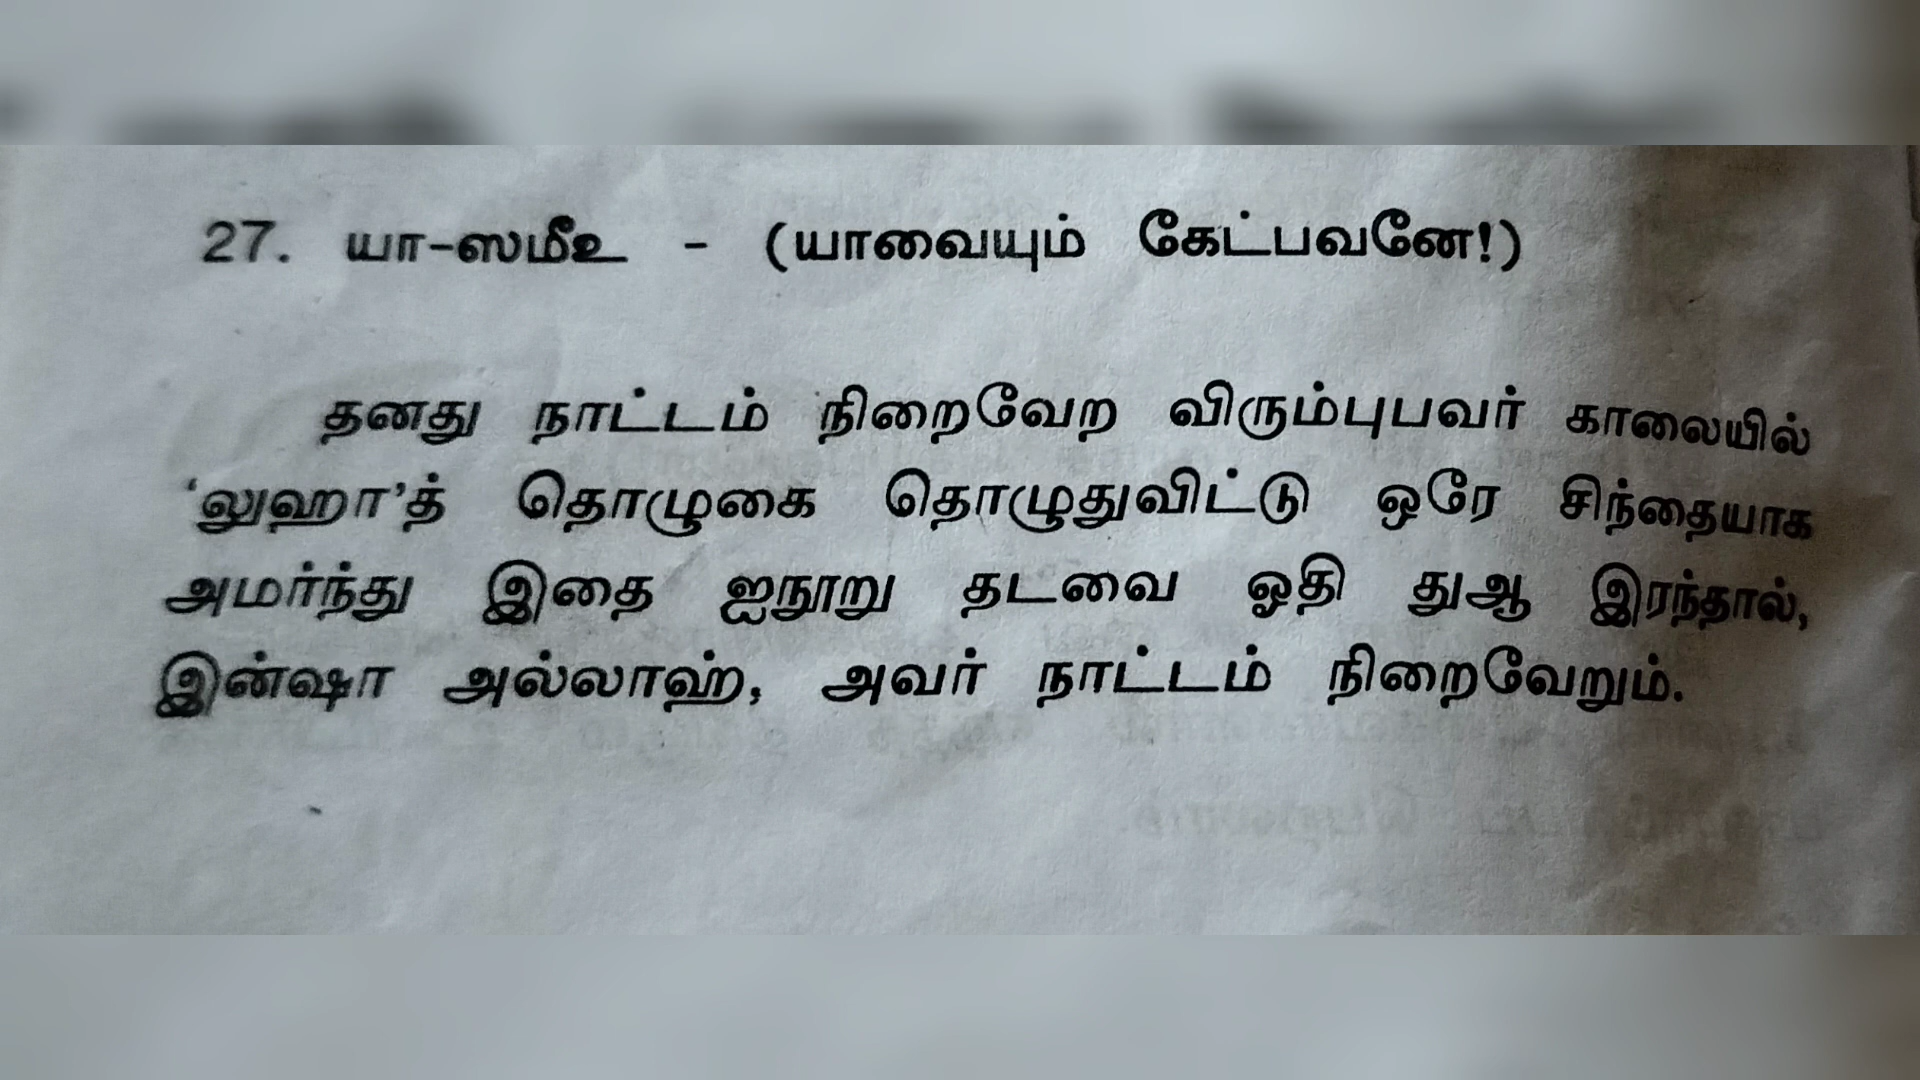 27. யா-ஸமீஉ - (யாவையும் கேட்பவனே!)
தனது நாட்டம் நிறைவேற விரும்புபவர் காலையில்
‘லுஹா’த் தொழுகை தொழுதுவிட்டு ஒரே சிந்தையாக
அமர்ந்து இதை ஐநூறு தடவை ஓதி துஆ இரந்தால்,
இன்ஷா அல்லாஹ், அவர் நாட்டம் நிறைவேறும்.